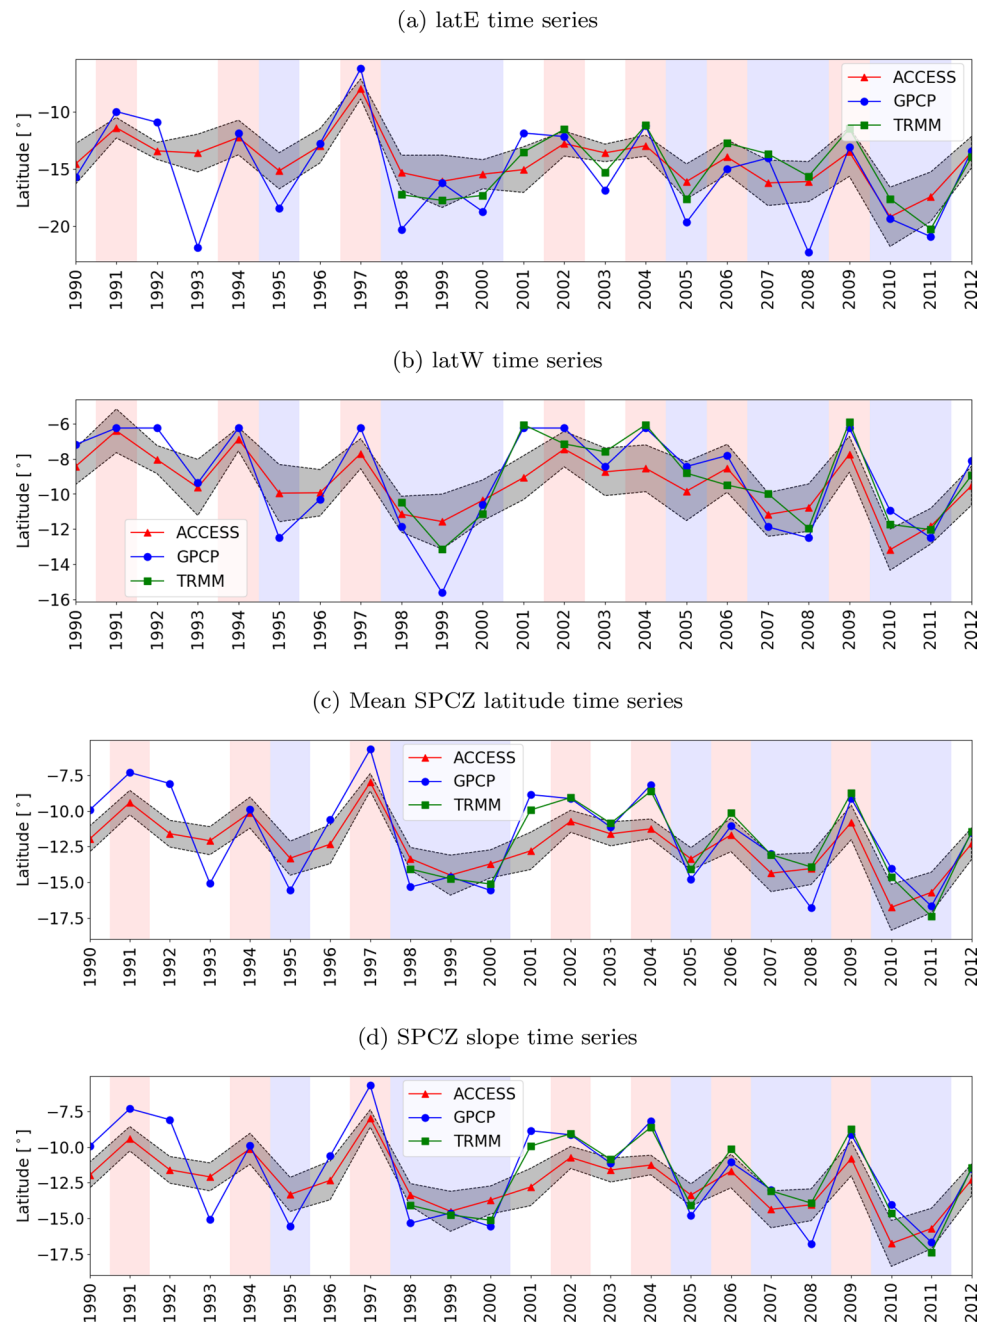 (a) latE time series
Latitude [°]
−10
−15
−20
ACCESS
GPCP
TRMM
1990 1991 1992 1993 1994 1995 1996 1997 1998 1999 2000 2001 2002 2003 2004 2005 2006 2007 2008 2009 2010 2011 2012
(b) latW time series
Latitude [°]
−6
−8
−10
−12
−14
−16
ACCESS
GPCP
TRMM
1990 1991 1992 1993 1994 1995 1996 1997 1998 1999 2000 2001 2002 2003 2004 2005 2006 2007 2008 2009 2010 2011 2012
(c) Mean SPCZ latitude time series
Latitude [°]
−7.5
−10.0
−12.5
−15.0
−17.5
ACCESS
GPCP
TRMM
1990 1991 1992 1993 1994 1995 1996 1997 1998 1999 2000 2001 2002 2003 2004 2005 2006 2007 2008 2009 2010 2011 2012
(d) SPCZ slope time series
Latitude [°]
−7.5
−10.0
−12.5
−15.0
−17.5
ACCESS
GPCP
TRMM
1990 1991 1992 1993 1994 1995 1996 1997 1998 1999 2000 2001 2002 2003 2004 2005 2006 2007 2008 2009 2010 2011 2012